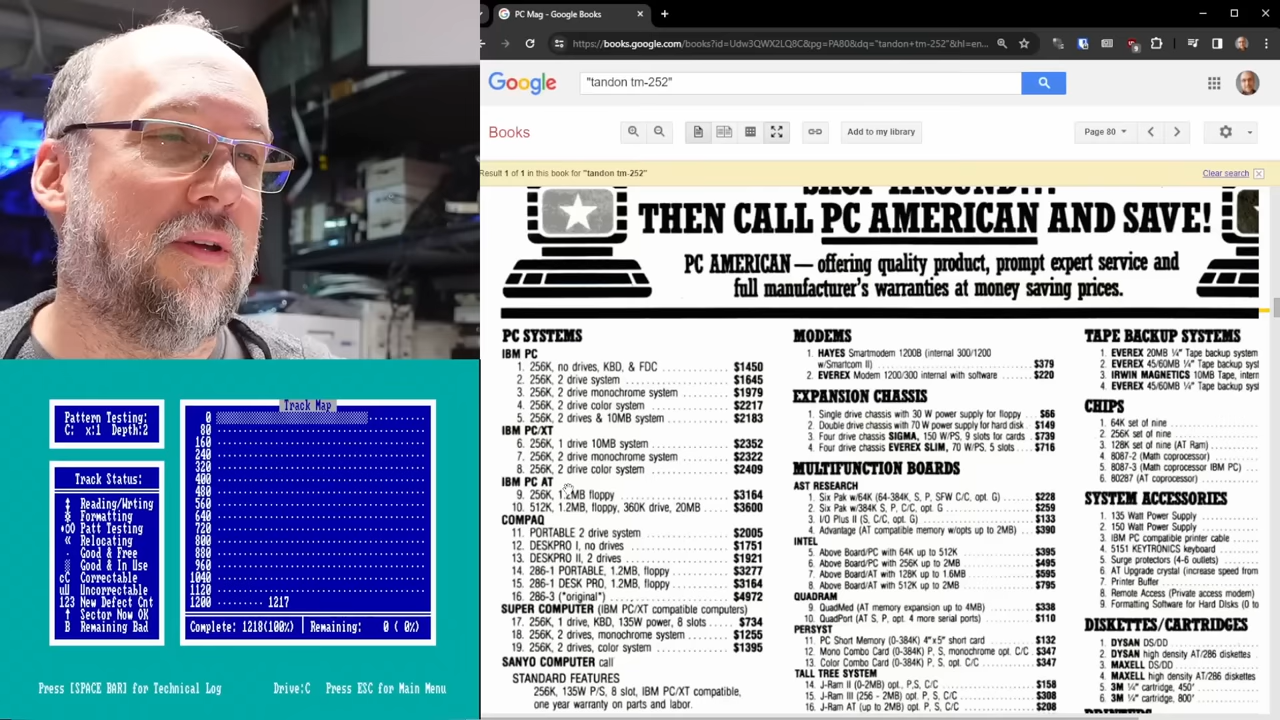 PC Mag - Google Books
https://books.google.com/books?id=Udw3QWX2LQ8C&pg=PA80&dq="tandon+tm-252"&hl=en...
Google
"tandon tm-252"
Books
Add to my library
Page 80
Result 1 of 1 in this book for "tandon tm-252"
Clear search
SHOP AROUND...
THEN CALL PC AMERICAN AND SAVE!
PC AMERICAN — offering quality product, prompt expert service and
full manufacturer's warranties at money saving prices.
PC SYSTEMS
IBM PC
1. 256K, no drives, KBD, & FDC $1450
2. 256K, 2 drive system $1645
3. 256K, 2 drive monochrome system $1979
4. 256K, 2 drive color system $2217
5. 256K, 2 drives & 10MB system $2183
IBM PC/XT
6. 256K, 1 drive 10MB system $2352
7. 256K, 2 drive monochrome system $2322
8. 256K, 2 drive color system $2409
IBM PC AT
9. 256K, 1.2MB floppy $3164
10. 512K, 1.2MB, floppy, 360K drive, 20MB $3600
COMPAQ
11. PORTABLE 2 drive system $2005
12. DESKPRO I, no drives $1751
13. DESKPRO II, 2 drives $1921
14. 286-1 PORTABLE, 1.2MB, floppy $3277
15. 286-1 DESK PRO, 1.2MB, floppy $3164
16. 286-3 ("original") $4972
SUPER COMPUTER (IBM PC/XT compatible computers)
17. 256K, 1 drive, KBD, 135W power, 8 slots $734
18. 256K, 2 drives, monochrome system $1255
19. 256K, 2 drives, color system $1395
SANYO COMPUTER call
STANDARD FEATURES
256K, 135W P/S, 8 slot, IBM PC/XT compatible,
one year warranty on parts and labor.
MODEMS
1. HAYES Smartmodem 1200B (internal 300/1200
w/Smartcom II) $379
2. EVEREX Modem 1200/300 internal with software $220
EXPANSION CHASSIS
1. Single drive chassis with 30 W power supply for floppy $66
2. Double drive chassis with 70 W power supply for hard disk $149
3. Four drive chassis SIGMA, 150 W/PS, 9 slots for cards $739
4. Four drive chassis EVEREX SLIM, 70 W/PS, 5 slots $716
MULTIFUNCTION BOARDS
AST RESEARCH
1. Six Pak w/64K (64-384K, S, P, SFW C/C, opt. G) $228
2. Six Pak w/384K S, P, C/C, opt. G $259
3. I/O Plus II (S, C/C, opt. G) $133
4. Advantage (AT compatible memory w/opts up to 2MB) $390
INTEL
5. Above Board/PC with 64K up to 512K $395
6. Above Board/PC with 256K up to 2MB $495
7. Above Board/AT with 128K up to 1.6MB $595
8. Above Board/AT with 512K up to 2MB $795
QUADRAM
9. QuadMed (AT memory expansion up to 4MB) $338
10. QuadPort (AT S, P, opt. 4 more serial ports) $110
PERSYST
11. PC Short Memory (0-384K) 4"x5" short card $132
12. Mono Combo Card (0-384K) P, S, monochrome opt. C/C $347
13. Color Combo Card (0-384K) P, S, opt. C/C $347
TALL TREE SYSTEM
14. J-Ram II (0-2MB) opt., P, S, C/C $158
15. J-Ram III (256 - 2MB) opt. P, S, C/C $308
16. J-Ram AT (up to 2MB) opt. P, S, C/C $208
TAPE BACKUP SYSTEMS
1. EVEREX 20MB ¼" Tape backup system
2. EVEREX 45/60MB ¼" Tape backup syst
3. IRWIN MAGNETICS 10MB Tape, intern
4. EVEREX 45/60MB ¼" Tape backup syst
CHIPS
1. 64K set of nine
2. 256K set of nine
3. 128K set of nine (AT Ram)
4. 8087-2 (Math coprocessor)
5. 8087-3 (Math coprocessor IBM PC)
6. 80287 (AT coprocessor)
SYSTEM ACCESSORIES
1. 135 Watt Power Supply
2. 150 Watt Power Supply
3. IBM PC compatible printer cable
4. 5151 KEYTRONICS keyboard
5. Surge protectors (4-6 outlets)
6. AT Upgrade crystal (increase speed from
7. Printer Buffer
8. Remote Access (Private access modem)
9. Formatting Software for Hard Disks (0 to
DISKETTES/CARTRIDGES
1. DYSAN DS/DD
2. DYSAN high density AT/286 diskettes
3. MAXELL DS/DD
4. MAXELL high density AT/286 diskettes
5. 3M ¼" cartridge, 450'
6. 3M ¼" cartridge, 800'
Pattern Testing:
C: x:1 Depth:2
Track Status:
Reading/Writing
Formatting
Patt Testing
Relocating
Good & Free
Good & In Use
cC Correctable
uU Uncorrectable
123 New Defect Cnt
Sector Now OK
B Remaining Bad
Track Map
0
80
160
240
320
400
480
560
640
720
800
880
960
1040
1120
1200 ......... 1217
Complete: 1218(100%) Remaining: 0 ( 0%)
Press [SPACE BAR] for Technical Log Drive:C Press ESC for Main Menu